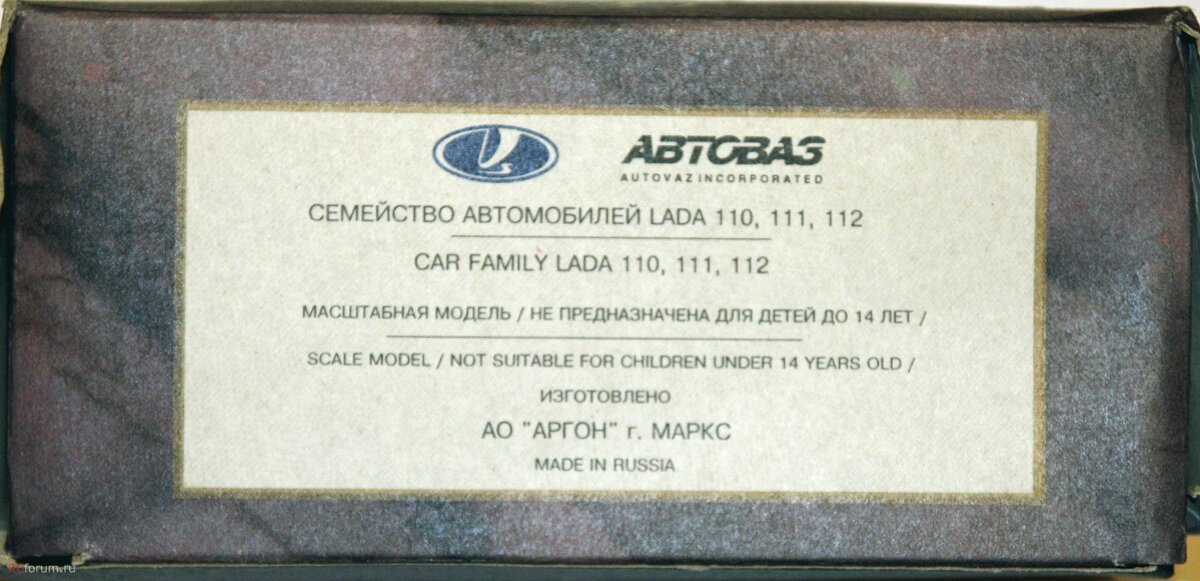 АВТОВАЗ
AUTOVAZ INCORPORATED
СЕМЕЙСТВО АВТОМОБИЛЕЙ LADA 110, 111, 112
CAR FAMILY LADA 110, 111, 112
МАСШТАБНАЯ МОДЕЛЬ / НЕ ПРЕДНАЗНАЧЕНА ДЛЯ ДЕТЕЙ ДО 14 ЛЕТ /
SCALE MODEL / NOT SUITABLE FOR CHILDREN UNDER 14 YEARS OLD /
ИЗГОТОВЛЕНО
АО "АРГОН" г. МАРКС
MADE IN RUSSIA